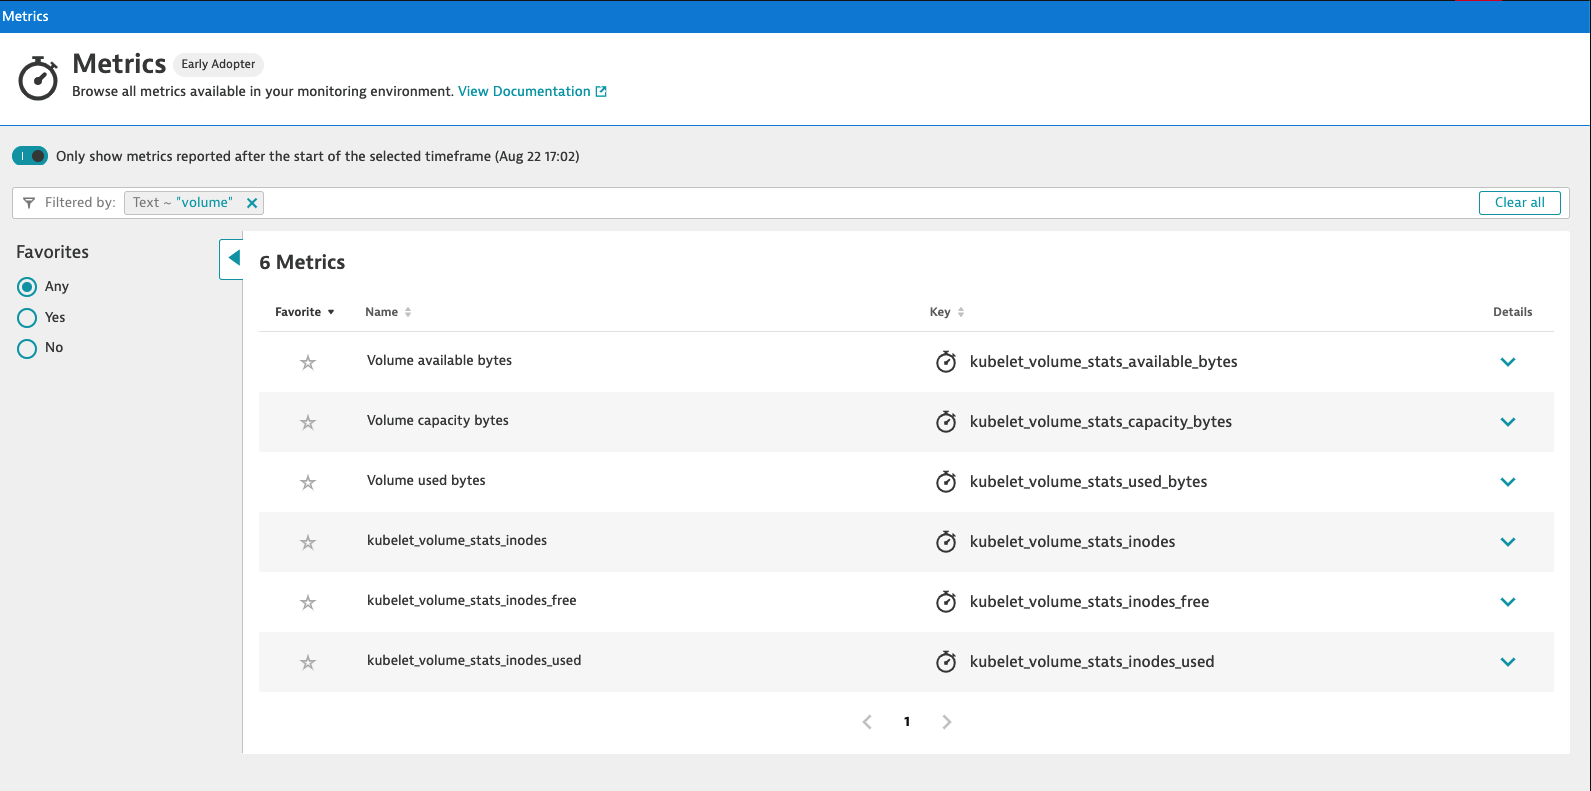 Metrics
Metrics Early Adopter
Browse all metrics available in your monitoring environment. View Documentation
Only show metrics reported after the start of the selected timeframe (Aug 22 17:02)
Filtered by: Text ~ "volume" Clear all
Favorites
Any
Yes
No
6 Metrics
Favorite Name Key Details
Volume available bytes kubelet_volume_stats_available_bytes
Volume capacity bytes kubelet_volume_stats_capacity_bytes
Volume used bytes kubelet_volume_stats_used_bytes
kubelet_volume_stats_inodes kubelet_volume_stats_inodes
kubelet_volume_stats_inodes_free kubelet_volume_stats_inodes_free
kubelet_volume_stats_inodes_used kubelet_volume_stats_inodes_used
1